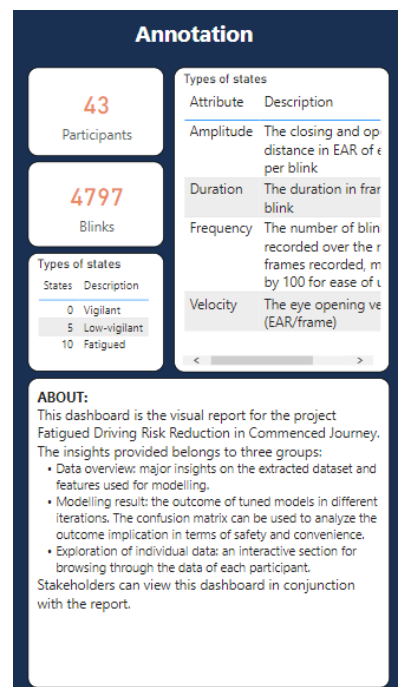 Annotation
43
Participants
4797
Blinks
Types of states
States Description
0 Vigilant
5 Low-vigilant
10 Fatigued
Types of states
Attribute Description
Amplitude The closing and
distance in EAR of
per blink
Duration The duration in
blink
Frequency The number of
recorded over the
frames recorded,
by 100 for ease of
Velocity The eye opening
(EAR/frame)
ABOUT:
This dashboard is the visual report for the project
Fatigued Driving Risk Reduction in Commenced Journey.
The insights provided belongs to three groups:
• Data overview: major insights on the extracted dataset and
features used for modelling.
• Modelling result: the outcome of tuned models in different
iterations. The confusion matrix can be used to analyze the
outcome implication in terms of safety and convenience.
• Exploration of individual data: an interactive section for
browsing through the data of each participant.
Stakeholders can view this dashboard in conjunction
with the report.